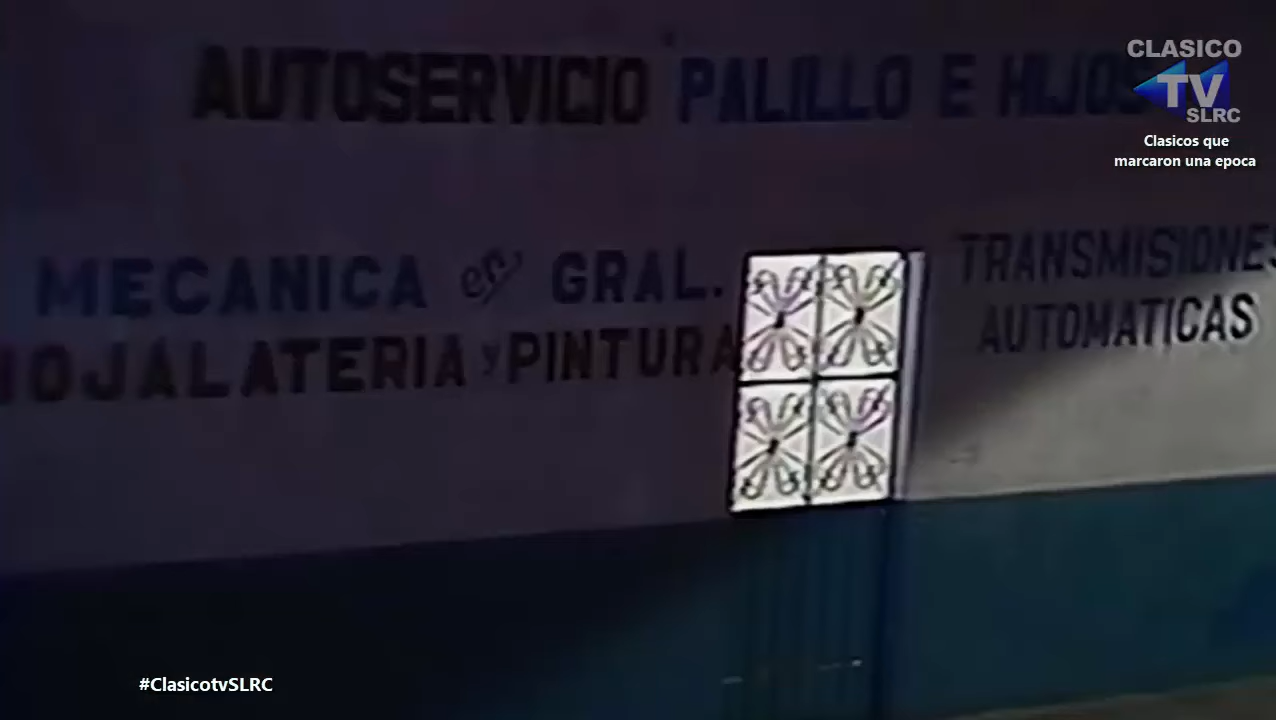 AUTOSERVICIO PALILLO E HIJOS
CLASICO
TV
SLRC
Clasicos que
marcaron una epoca
MECANICA en GRAL.
HOJALATERIA y PINTURA
TRANSMISIONES
AUTOMATICAS
#ClasicotvSLRC